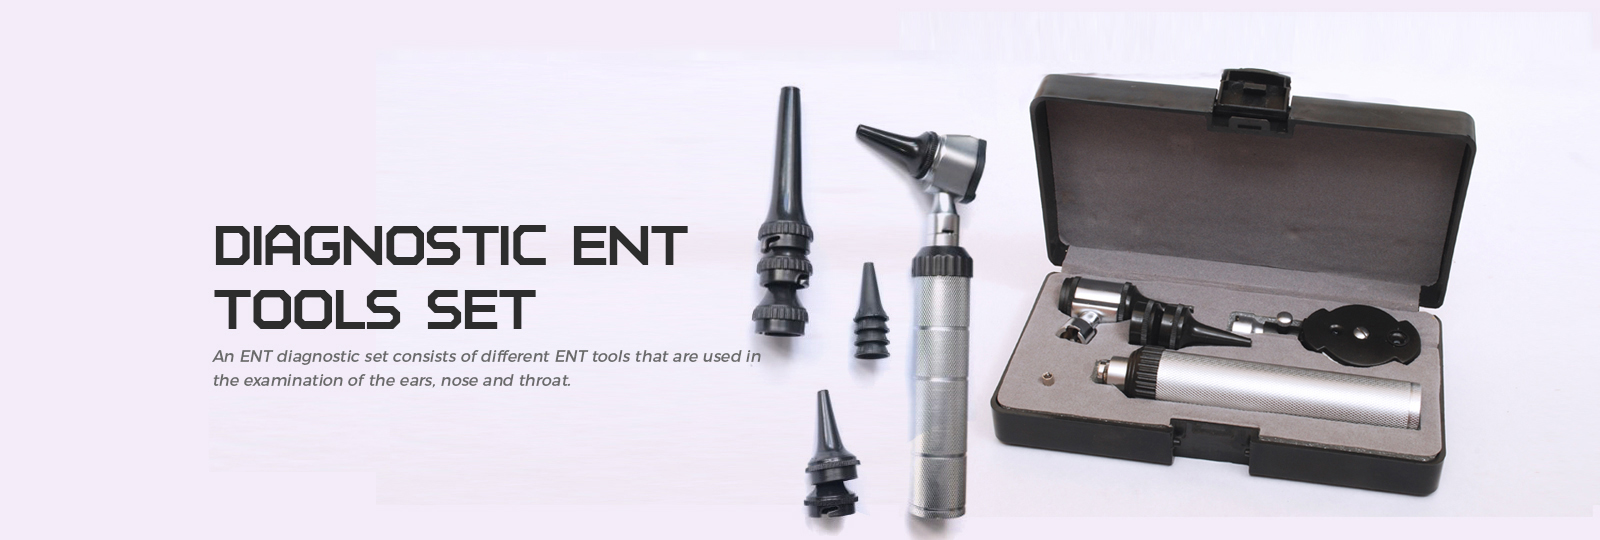 DIAGNOSTIC ENT
TOOLS SET
An ENT diagnostic set consists of different ENT tools that are used in
the examination of the ears, nose and throat.